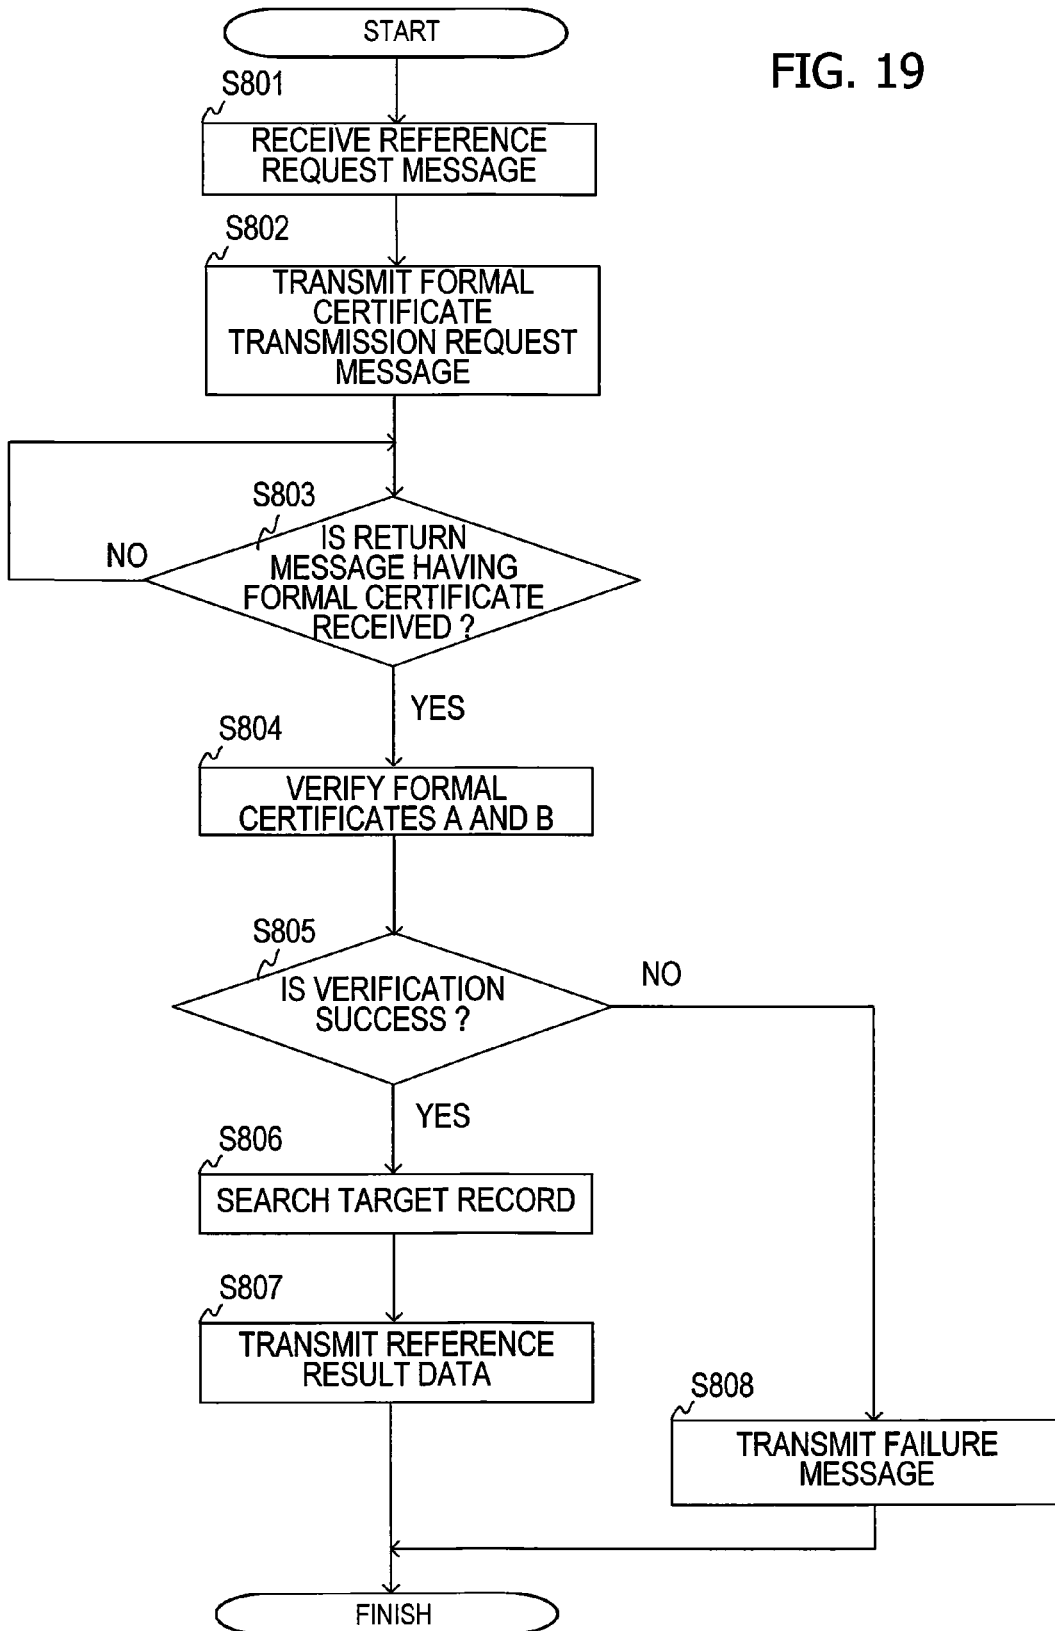 START
FIG. 19
S801
RECEIVE REFERENCE
REQUEST MESSAGE
S802
TRANSMIT FORMAL
CERTIFICATE
TRANSMISSION REQUEST
MESSAGE
S803
IS RETURN
MESSAGE HAVING
FORMAL CERTIFICATE
RECEIVED ?
NO
YES
S804
VERIFY FORMAL
CERTIFICATES A AND B
S805
IS VERIFICATION
SUCCESS ?
NO
YES
S806
SEARCH TARGET RECORD
S807
TRANSMIT REFERENCE
RESULT DATA
S808
TRANSMIT FAILURE
MESSAGE
FINISH